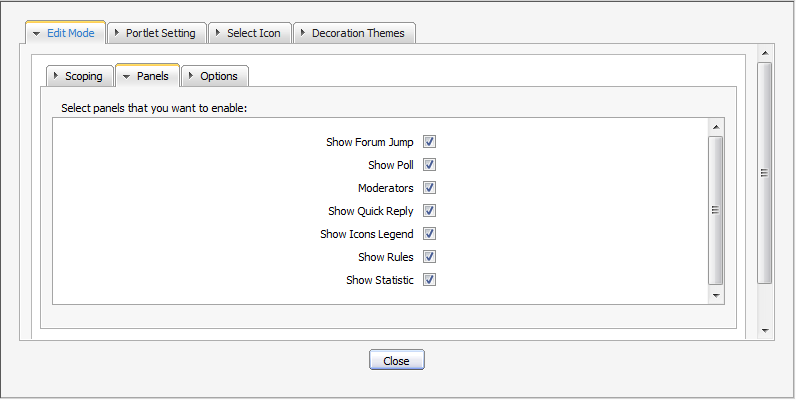 Edit Mode Portlet Setting Select Icon Decoration Themes
Scoping Panels Options
Select panels that you want to enable:
Show Forum Jump
Show Poll
Moderators
Show Quick Reply
Show Icons Legend
Show Rules
Show Statistic
Close